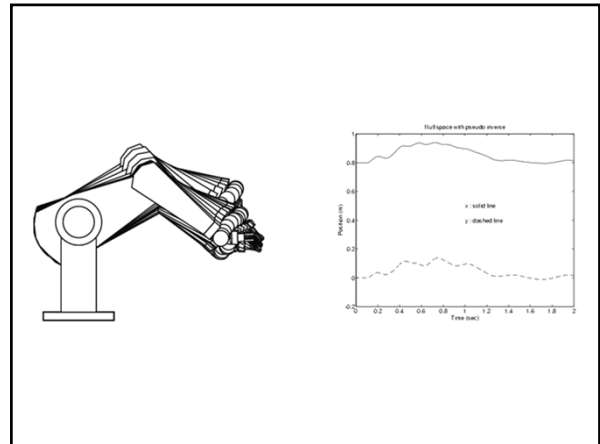 Null space with pseudo inverse
Position (m)
1
0.8
0.6
0.4
0.2
0
-0.2
x : solid line
y : dashed line
0 0.2 0.4 0.6 0.8 1 1.2 1.4 1.6 1.8 2
Time (sec)